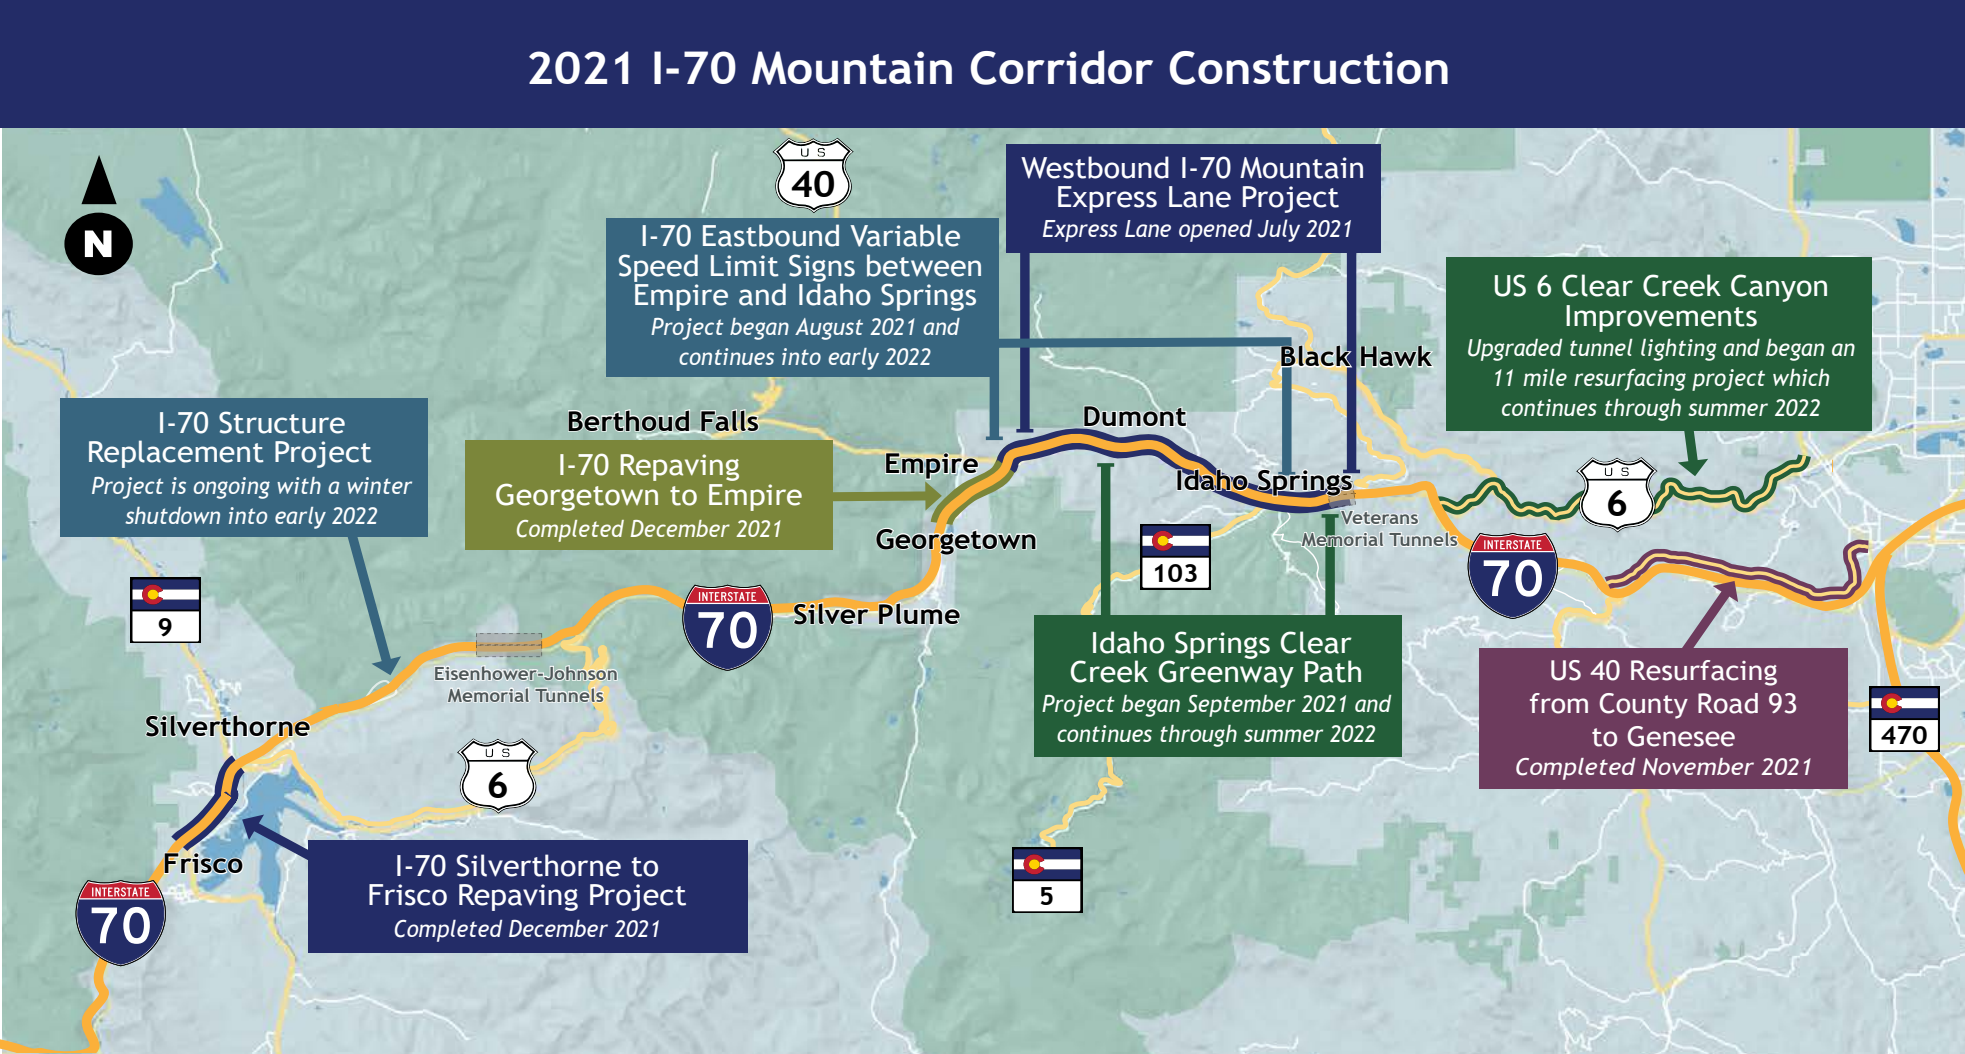 2021 I-70 Mountain Corridor Construction
N
US
40
Westbound I-70 Mountain
Express Lane Project
Express Lane opened July 2021
I-70 Eastbound Variable
Speed Limit Signs between
Empire and Idaho Springs
Project began August 2021 and
continues into early 2022
US 6 Clear Creek Canyon
Improvements
Upgraded tunnel lighting and began an
11 mile resurfacing project which
continues through summer 2022
Black Hawk
I-70 Structure
Replacement Project
Project is ongoing with a winter
shutdown into early 2022
Berthoud Falls
Dumont
I-70 Repaving
Georgetown to Empire
Completed December 2021
Empire
Idaho Springs
US
6
Georgetown
Veterans
Memorial Tunnels
103
INTERSTATE
70
9
INTERSTATE
70
Silver Plume
Eisenhower-Johnson
Memorial Tunnels
Idaho Springs Clear
Creek Greenway Path
Project began September 2021 and
continues through summer 2022
US 40 Resurfacing
from County Road 93
to Genesee
Completed November 2021
470
Silverthorne
US
6
Frisco
I-70 Silverthorne to
Frisco Repaving Project
Completed December 2021
5
INTERSTATE
70